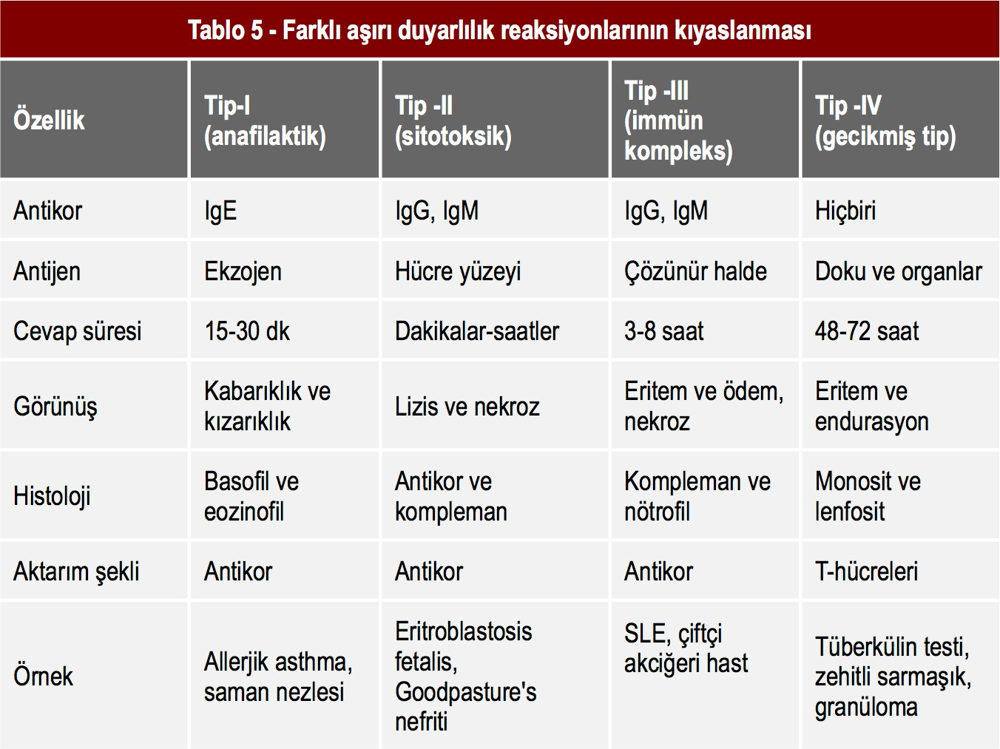 Tablo 5 - Farklı aşırı duyarlılık reaksiyonlarının kıyaslanması
Özellik
Tip-I
(anafilaktik)
Tip -II
(sitotoksik)
Tip -III
(immün
kompleks)
Tip -IV
(gecikmiş tip)
Antikor
IgE
IgG, IgM
IgG, IgM
Hiçbiri
Antijen
Ekzojen
Hücre yüzeyi
Çözünür halde
Doku ve organlar
Cevap süresi
15-30 dk
Dakikalar-saatler
3-8 saat
48-72 saat
Görünüş
Kabarıklık ve
kızarıklık
Lizis ve nekroz
Eritem ve ödem,
nekroz
Eritem ve
endurasyon
Histoloji
Basofil ve
eozinofil
Antikor ve
kompleman
Kompleman ve
nötrofil
Monosit ve
lenfosit
Aktarım şekli
Antikor
Antikor
Antikor
T-hücreleri
Örnek
Allerjik asthma,
saman nezlesi
Eritroblastosis
fetalis,
Goodpasture's
nefriti
SLE, çiftçi
akciğeri hast
Tüberkülin testi,
zehitli sarmaşık,
granüloma